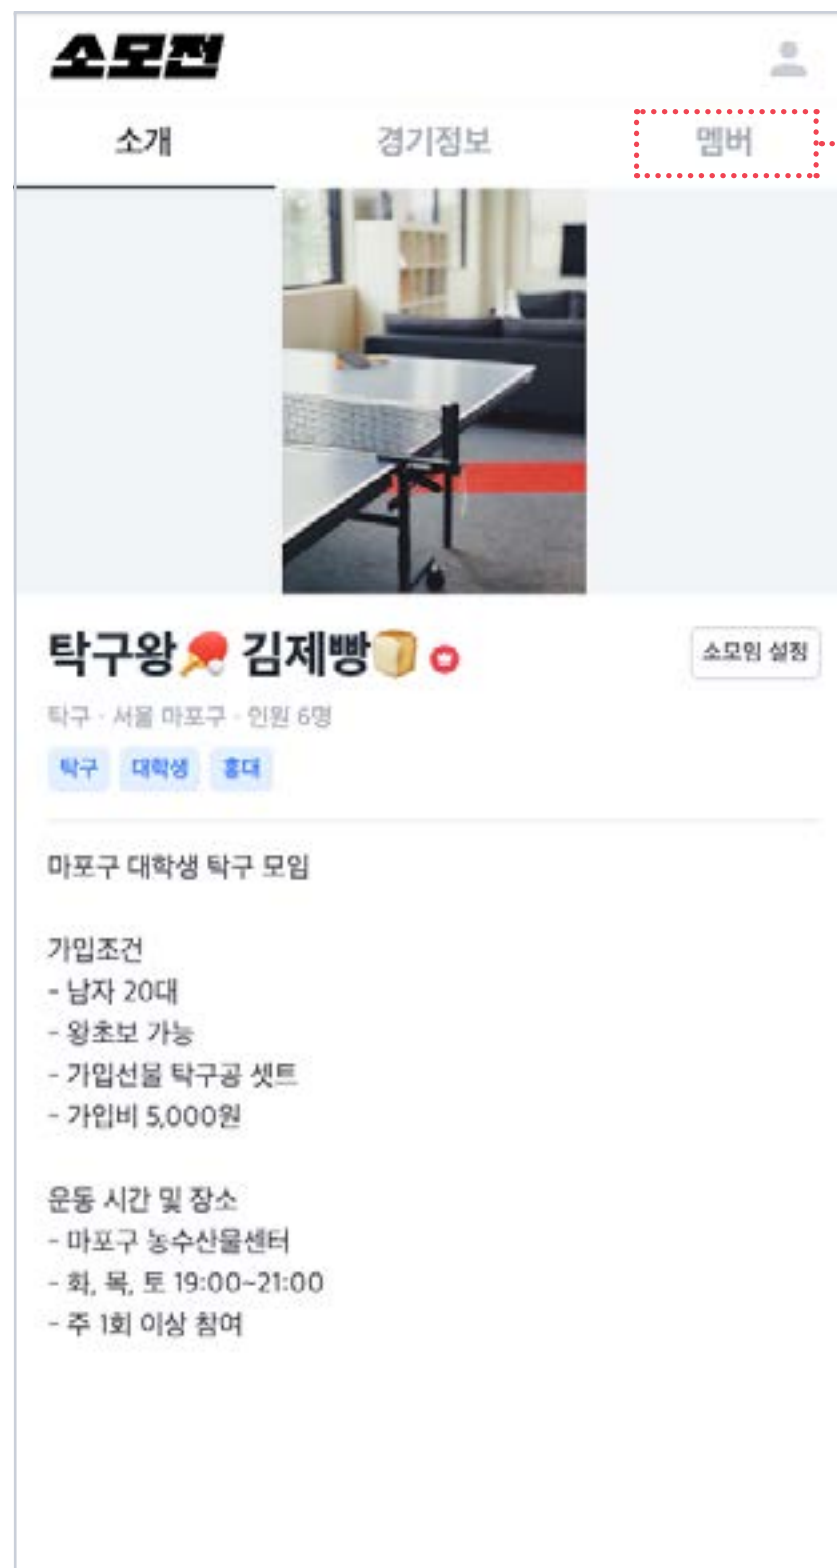 소모전
소개 경기정보 멤버
탁구왕🏓 김제빵🍞
소모임 설정
탁구 · 서울 마포구 · 인원 6명
탁구 대학생 홍대
마포구 대학생 탁구 모임
가입조건
- 남자 20대
- 왕초보 가능
- 가입선물 탁구공 셋트
- 가입비 5,000원
운동 시간 및 장소
- 마포구 농수산물센터
- 화, 목, 토 19:00~21:00
- 주 1회 이상 참여